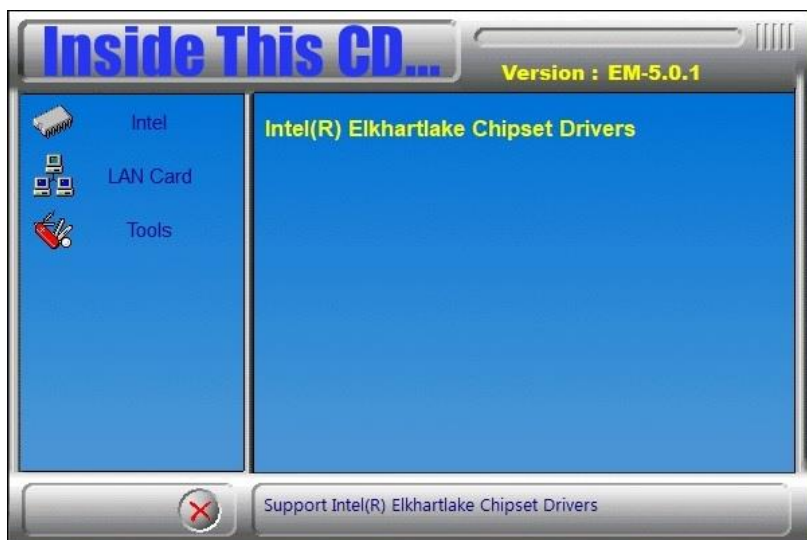 Inside This CD...
Version : EM-5.0.1
Intel
LAN Card
Tools
Intel(R) Elkhartlake Chipset Drivers
Support Intel(R) Elkhartlake Chipset Drivers